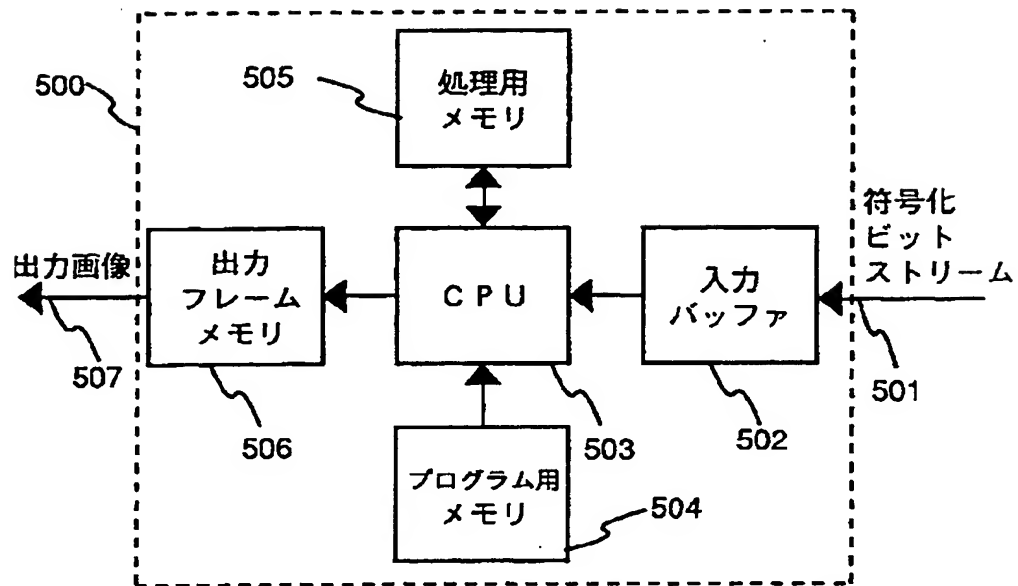 500
505
処理用
メモリ
符号化
ビット
ストリーム
出力画像
出力
フレーム
メモリ
CPU
入力
バッファ
507
506
503
502
501
プログラム用
メモリ
504